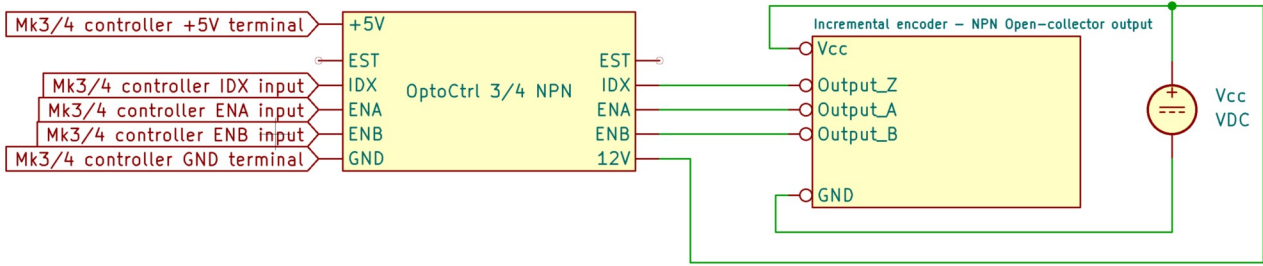 Mk3/4 controller +5V terminal
+5V
Incremental encoder – NPN Open-collector output
Vcc
EST
EST
Mk3/4 controller IDX input
IDX
OptoCtrl 3/4 NPN
IDX
Output_Z
Mk3/4 controller ENA input
ENA
ENA
Output_A
Vcc
VDC
Mk3/4 controller ENB input
ENB
ENB
Output_B
Mk3/4 controller GND terminal
GND
12V
GND